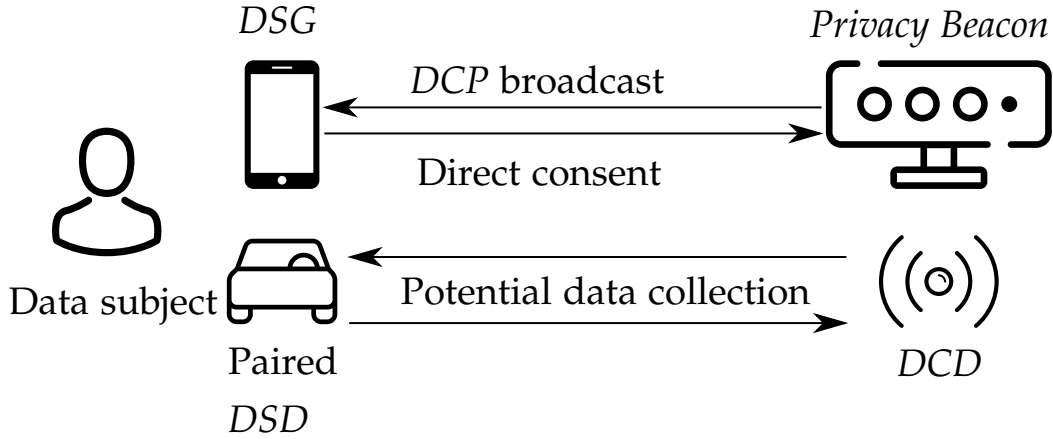 DSG
Privacy Beacon
DCP broadcast
Direct consent
Data subject
Potential data collection
Paired
DSD
DCD